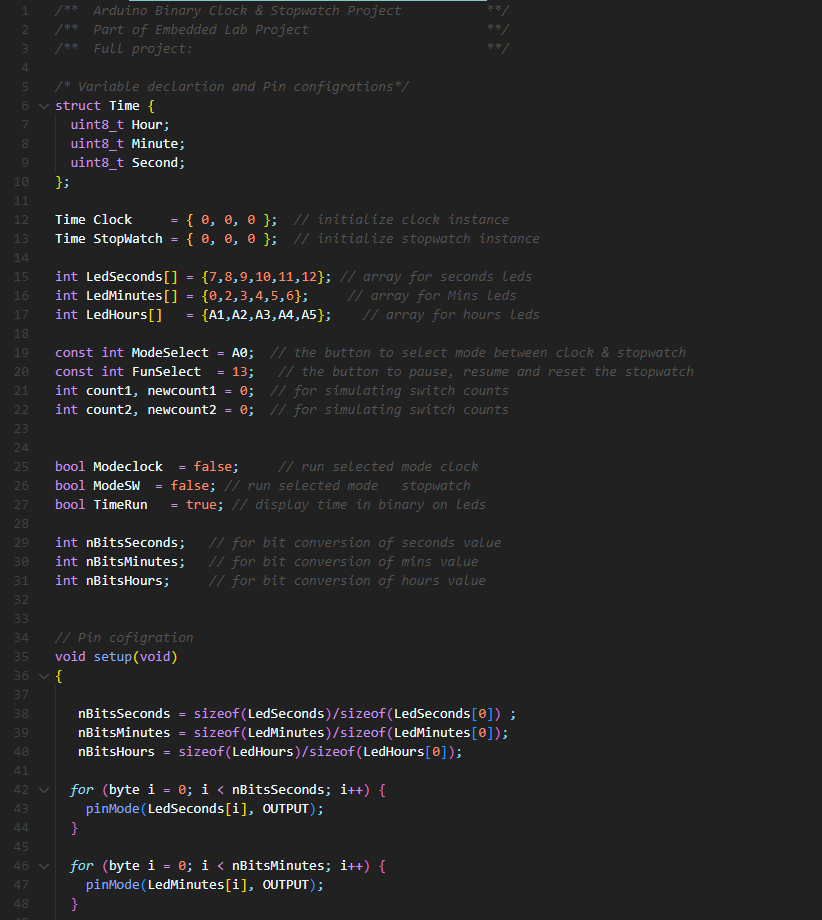 1 /**  Arduino Binary Clock & Stopwatch Project           **/
2 /**  Part of Embedded Lab Project                       **/
3 /**  Full project:                                      **/
4
5 /* Variable declartion and Pin configrations*/
6 struct Time {
7   uint8_t Hour;
8   uint8_t Minute;
9   uint8_t Second;
10 };
11
12 Time Clock     = { 0, 0, 0 };  // initialize clock instance
13 Time StopWatch = { 0, 0, 0 };  // initialize stopwatch instance
14
15 int LedSeconds[] = {7,8,9,10,11,12}; // array for seconds leds
16 int LedMinutes[] = {0,2,3,4,5,6};     // array for Mins leds
17 int LedHours[]   = {A1,A2,A3,A4,A5};    // array for hours leds
18
19 const int ModeSelect = A0;  // the button to select mode between clock & stopwatch
20 const int FunSelect  = 13;   // the button to pause, resume and reset the stopwatch
21 int count1, newcount1 = 0;  // for simulating switch counts
22 int count2, newcount2 = 0;  // for simulating switch counts
23
24
25 bool Modeclock  = false;     // run selected mode clock
26 bool ModeSW  = false; // run selected mode   stopwatch
27 bool TimeRun   = true; // display time in binary on leds
28
29 int nBitsSeconds;   // for bit conversion of seconds value
30 int nBitsMinutes;   // for bit conversion of mins value
31 int nBitsHours;     // for bit conversion of hours value
32
33
34 // Pin cofigration
35 void setup(void)
36 {
37
38    nBitsSeconds = sizeof(LedSeconds)/sizeof(LedSeconds[0]) ;
39    nBitsMinutes = sizeof(LedMinutes)/sizeof(LedMinutes[0]);
40    nBitsHours = sizeof(LedHours)/sizeof(LedHours[0]);
41
42   for (byte i = 0; i < nBitsSeconds; i++) {
43     pinMode(LedSeconds[i], OUTPUT);
44   }
45
46   for (byte i = 0; i < nBitsMinutes; i++) {
47     pinMode(LedMinutes[i], OUTPUT);
48   }